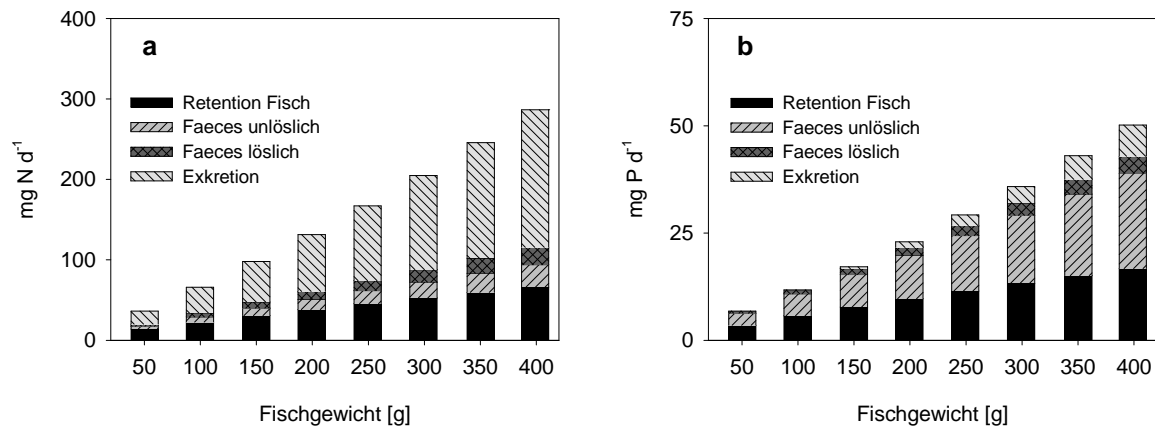 a
400
300
200
100
0
mg N d-1
Retention Fisch
Faeces unlöslich
Faeces löslich
Exkretion
50 100 150 200 250 300 350 400
Fischgewicht [g]
b
75
50
25
0
mg P d-1
Retention Fisch
Faeces unlöslich
Faeces löslich
Exkretion
50 100 150 200 250 300 350 400
Fischgewicht [g]